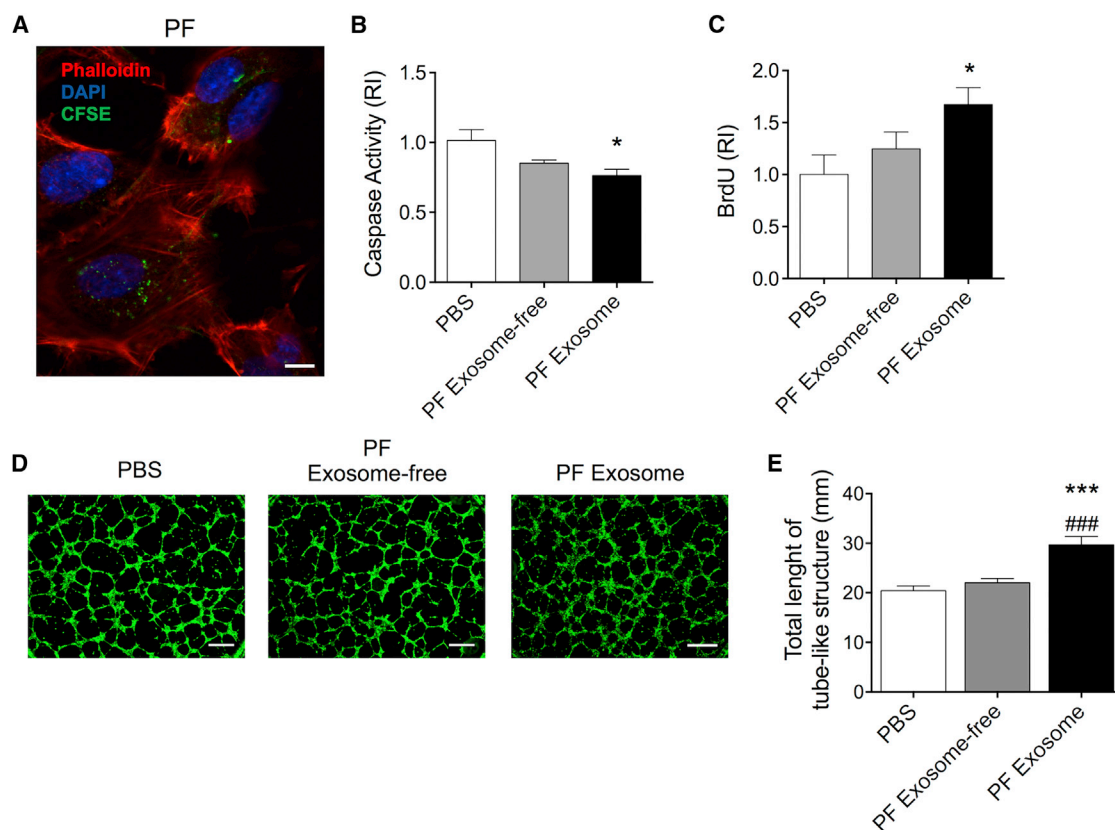 A
PF
Phalloidin
DAPI
CFSE
B
Caspase Activity (RI)
1.5
1.0
0.5
0.0
*
PBS
PF Exosome-free
PF Exosome
C
BrdU (RI)
2.0
1.5
1.0
0.5
0.0
*
PBS
PF Exosome-free
PF Exosome
D
PBS
PF
Exosome-free
PF Exosome
E
Total lenght of
tube-like structure (mm)
40
30
20
10
0
***
###
PBS
PF Exosome-free
PF Exosome